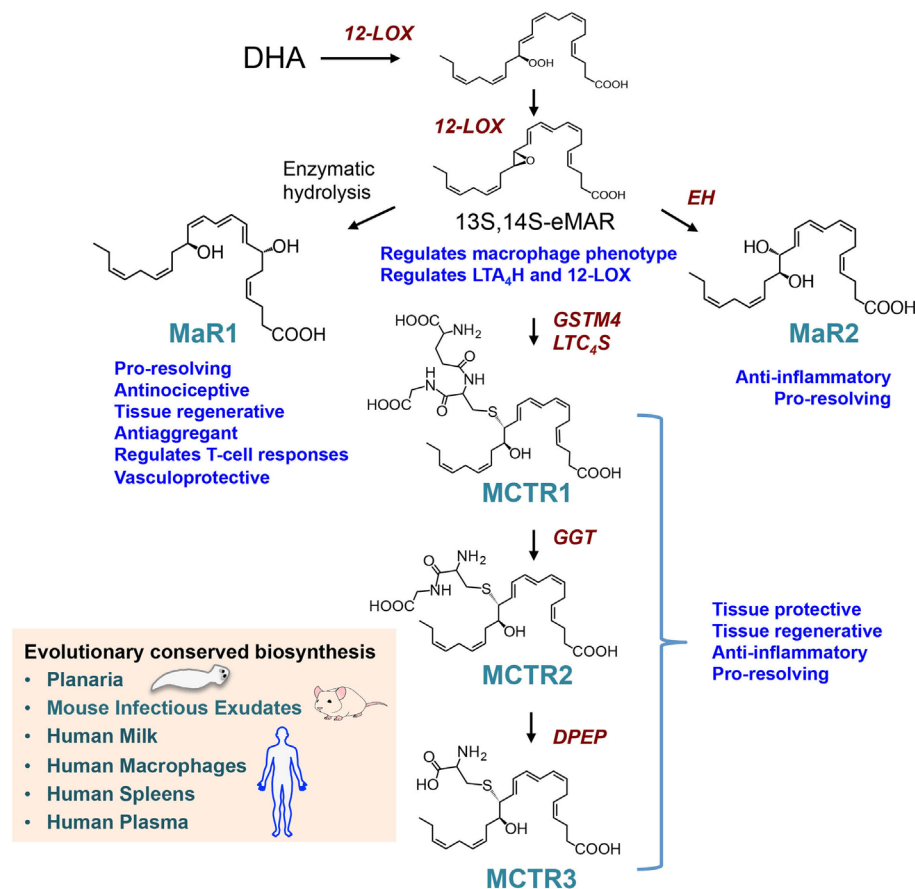 12-LOX
DHA
OOH
COOH
12-LOX
O
COOH
Enzymatic
hydrolysis
13S,14S-eMAR
EH
Regulates macrophage phenotype
Regulates LTA4H and 12-LOX
OH
OH
COOH
MaR1
Pro-resolving
Antinociceptive
Tissue regenerative
Antiaggregant
Regulates T-cell responses
Vasculoprotective
HO
OH
COOH
MaR2
Anti-inflammatory
Pro-resolving
GSTM4
LTC4S
HOOC
NH2
O
H
N
NH
HOOC
O
S
OH
COOH
MCTR1
GGT
O
NH2
NH
S
HOOC
OH
COOH
MCTR2
DPEP
NH2
O
OH
S
OH
COOH
MCTR3
Tissue protective
Tissue regenerative
Anti-inflammatory
Pro-resolving
Evolutionary conserved biosynthesis
• Planaria
• Mouse Infectious Exudates
• Human Milk
• Human Macrophages
• Human Spleens
• Human Plasma